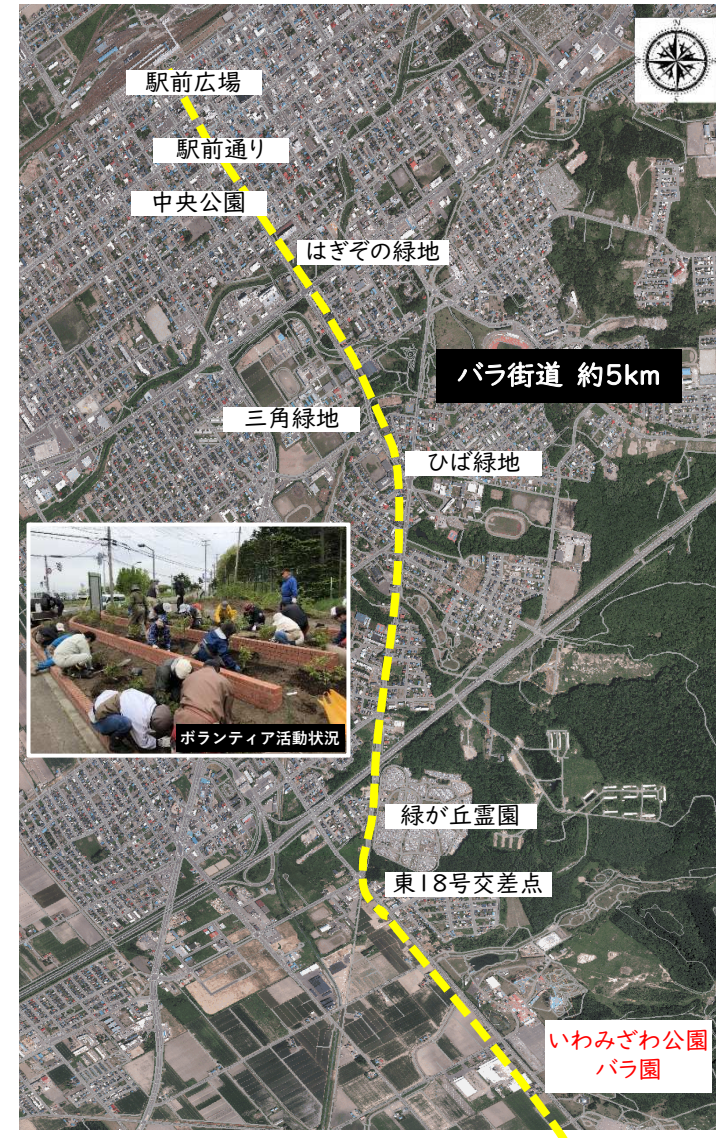 N
駅前広場
駅前通り
中央公園
はぎぞの緑地
バラ街道 約5km
三角緑地
ひば緑地
ボランティア活動状況
緑が丘霊園
東18号交差点
いわみざわ公園
バラ園